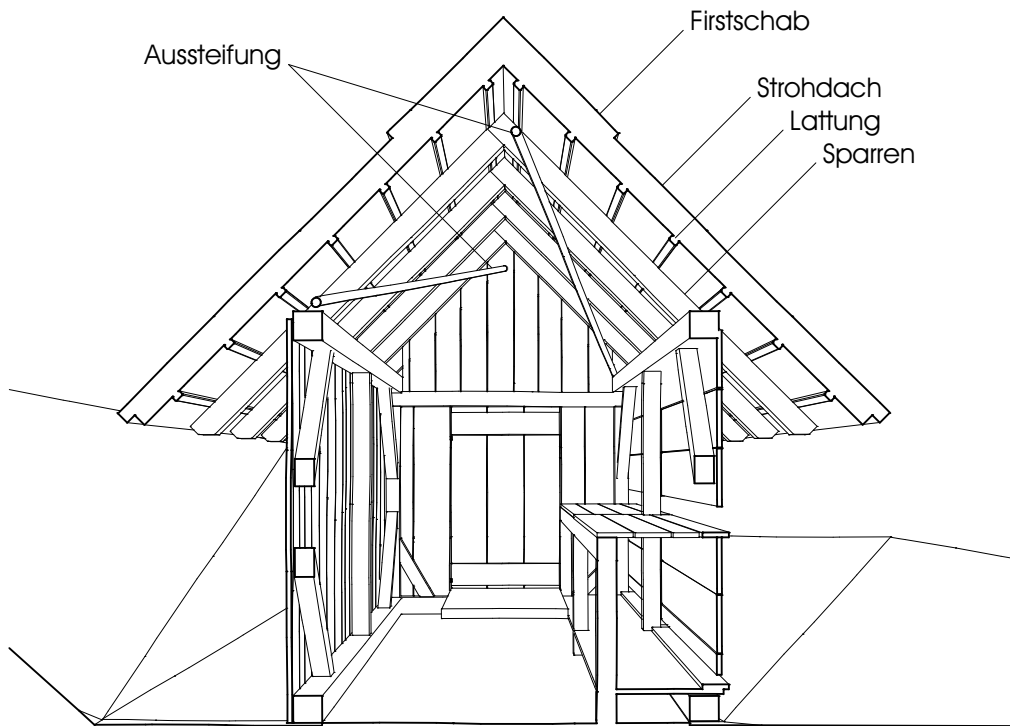 Firstschab
Aussteifung
Strohdach
Lattung
Sparren